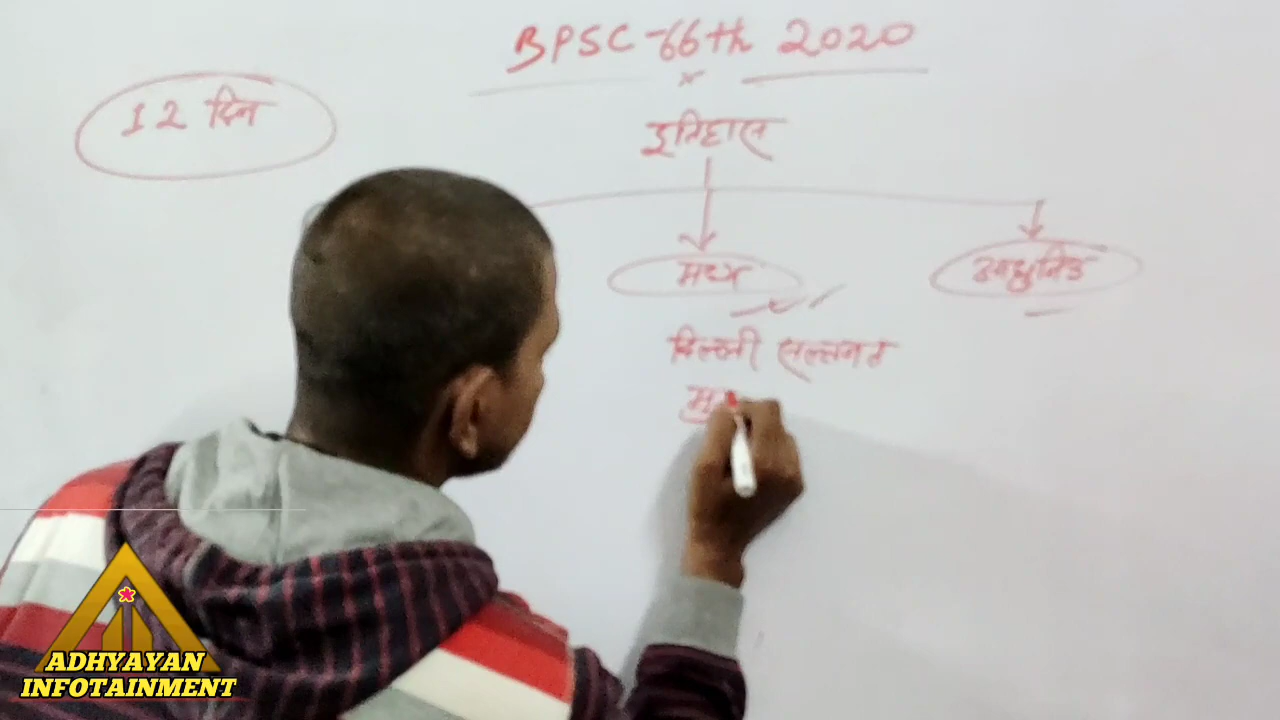 BPSC-66th 2020
12 दिन
इतिहास
मध्य
आधुनिक
दिल्ली सल्तनत
ADHYAYAN
INFOTAINMENT